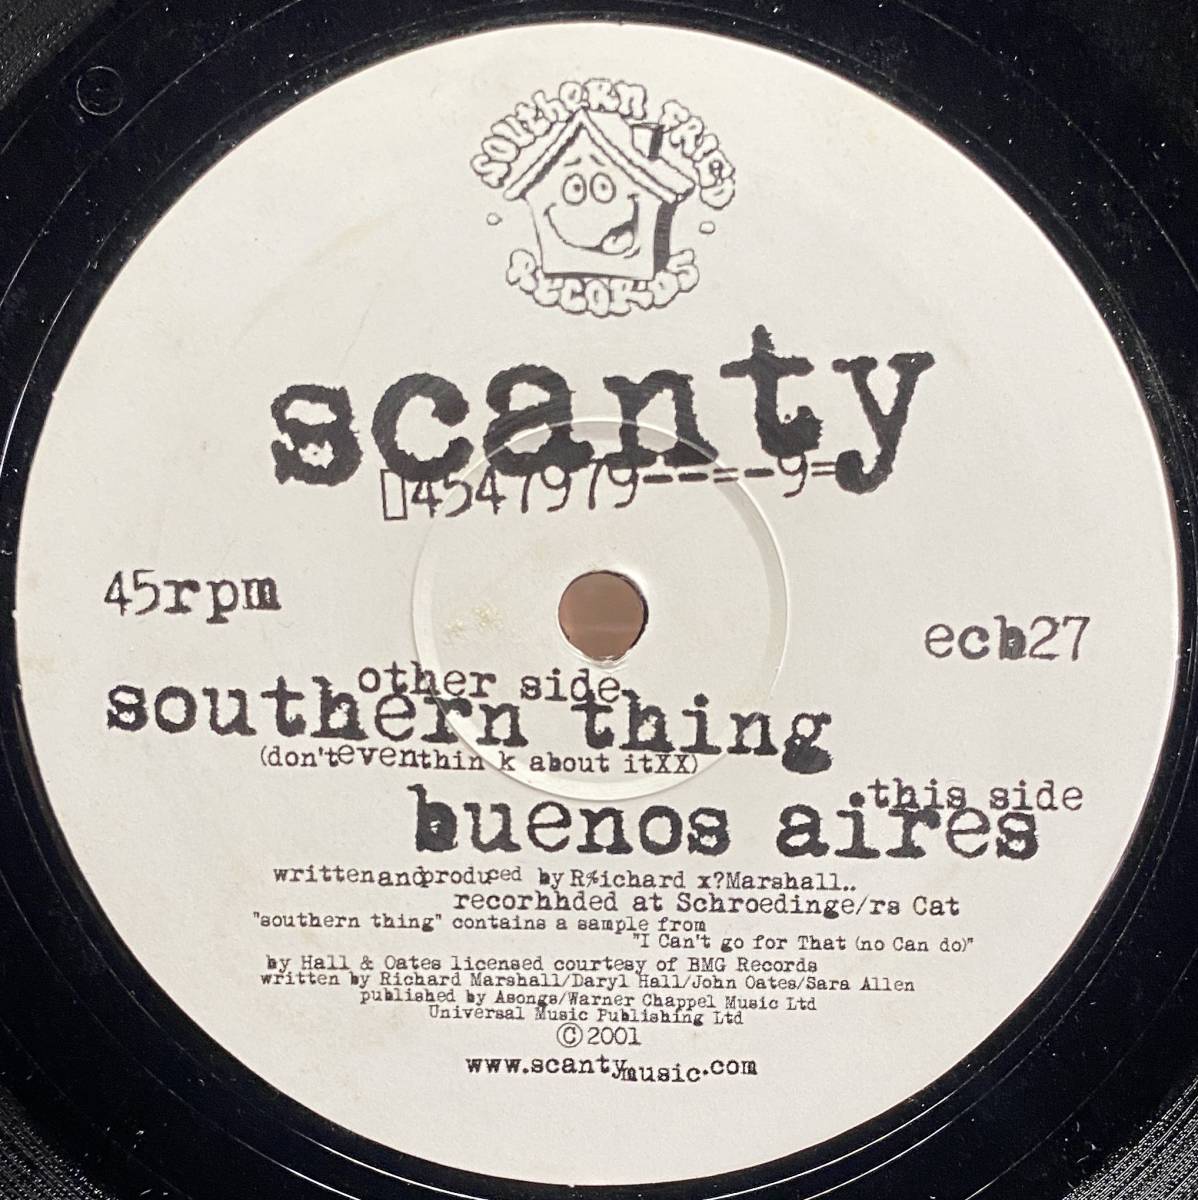 SOUTHERN FRIED
RECORDS
scanty
▯4547979----9=
45rpm
ecb27
other side
southern thing
(don'teventhin k about itXX)
this side
buenos aires
writtenandproduced by R%ichard x?Marshall..
recorhhded at Schroedinge/rs Cat
"southern thing" contains a sample from
"I Can't go for That (no Can do)"
by Hall & Oates licensed courtesy of BMG Records
written by Richard Marshall/Daryl Hall/John Oates/Sara Allen
published by Asongs/Warner Chappel Music Ltd
Universal Music Publishing Ltd
© 2001
www.scantymusic.com